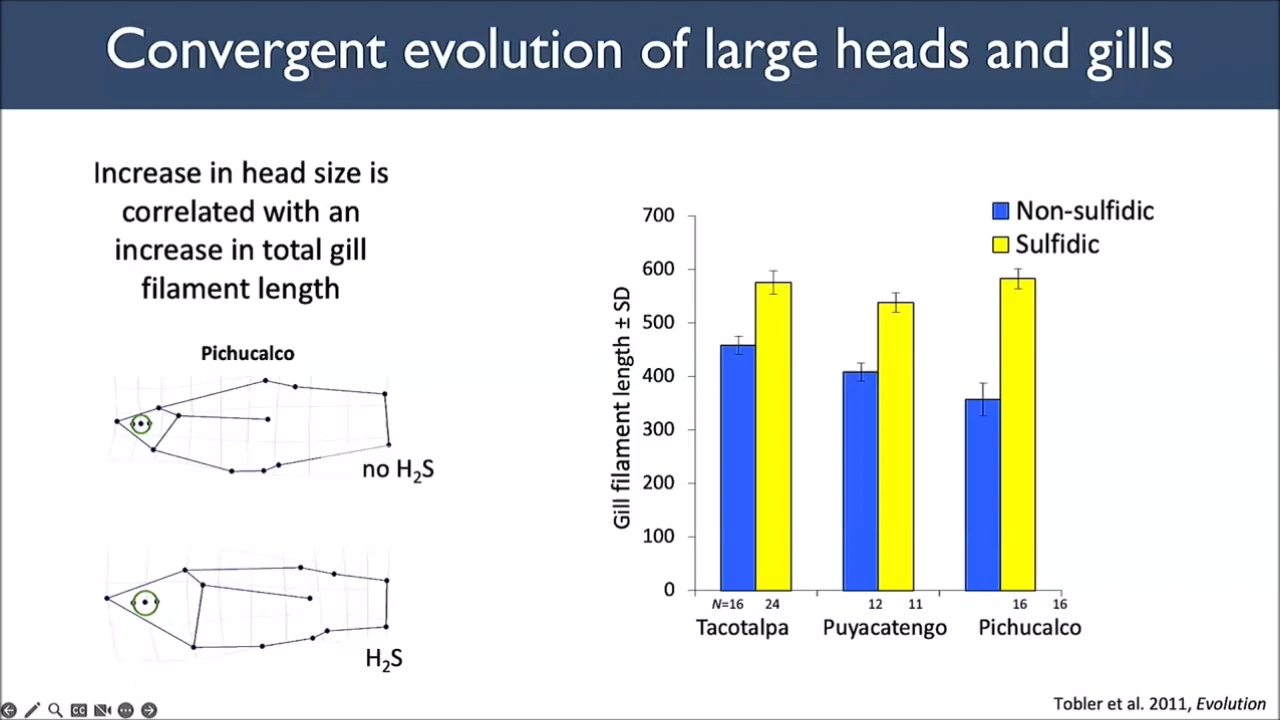 Convergent evolution of large heads and gills
Increase in head size is
correlated with an
increase in total gill
filament length
Pichucalco
no H₂S
H₂S
Gill filament length ± SD
700
600
500
400
300
200
100
0
Non-sulfidic
Sulfidic
N=16 24 12 11 16 16
Tacotalpa Puyacatengo Pichucalco
Tobler et al. 2011, Evolution
CC